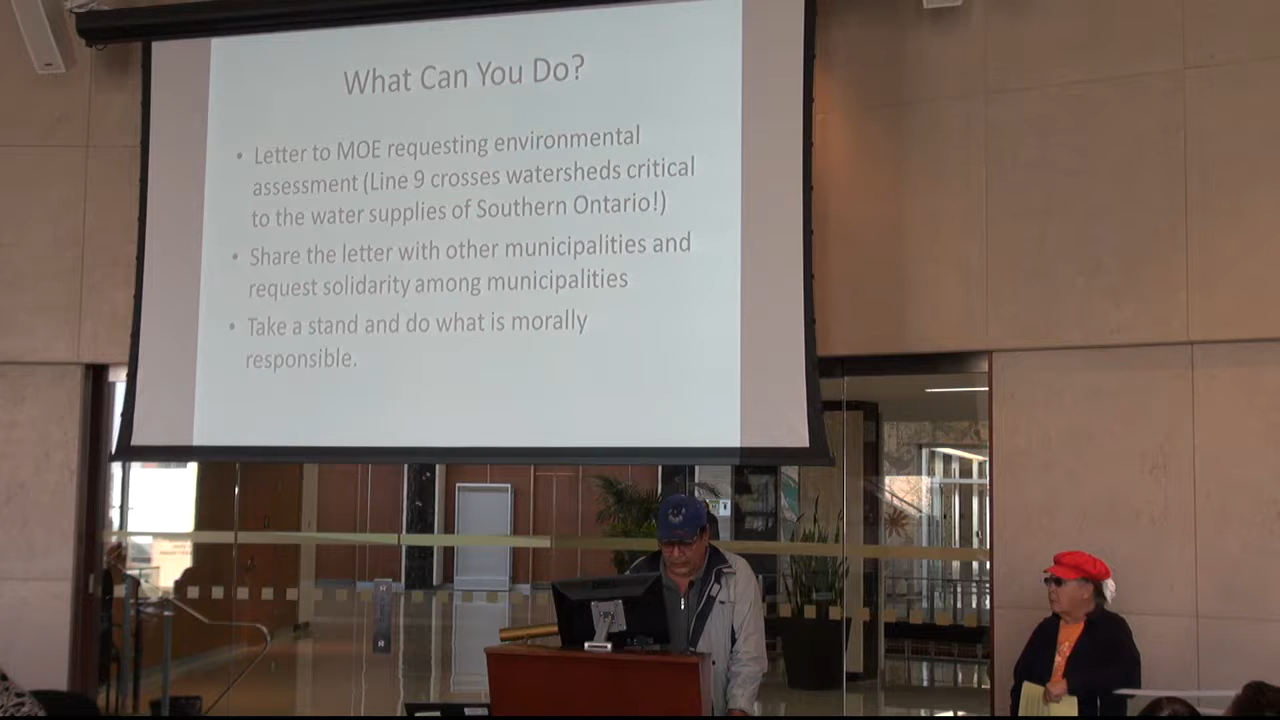 What Can You Do?
• Letter to MOE requesting environmental
assessment (Line 9 crosses watersheds critical
to the water supplies of Southern Ontario!)
• Share the letter with other municipalities and
request solidarity among municipalities
• Take a stand and do what is morally
responsible.